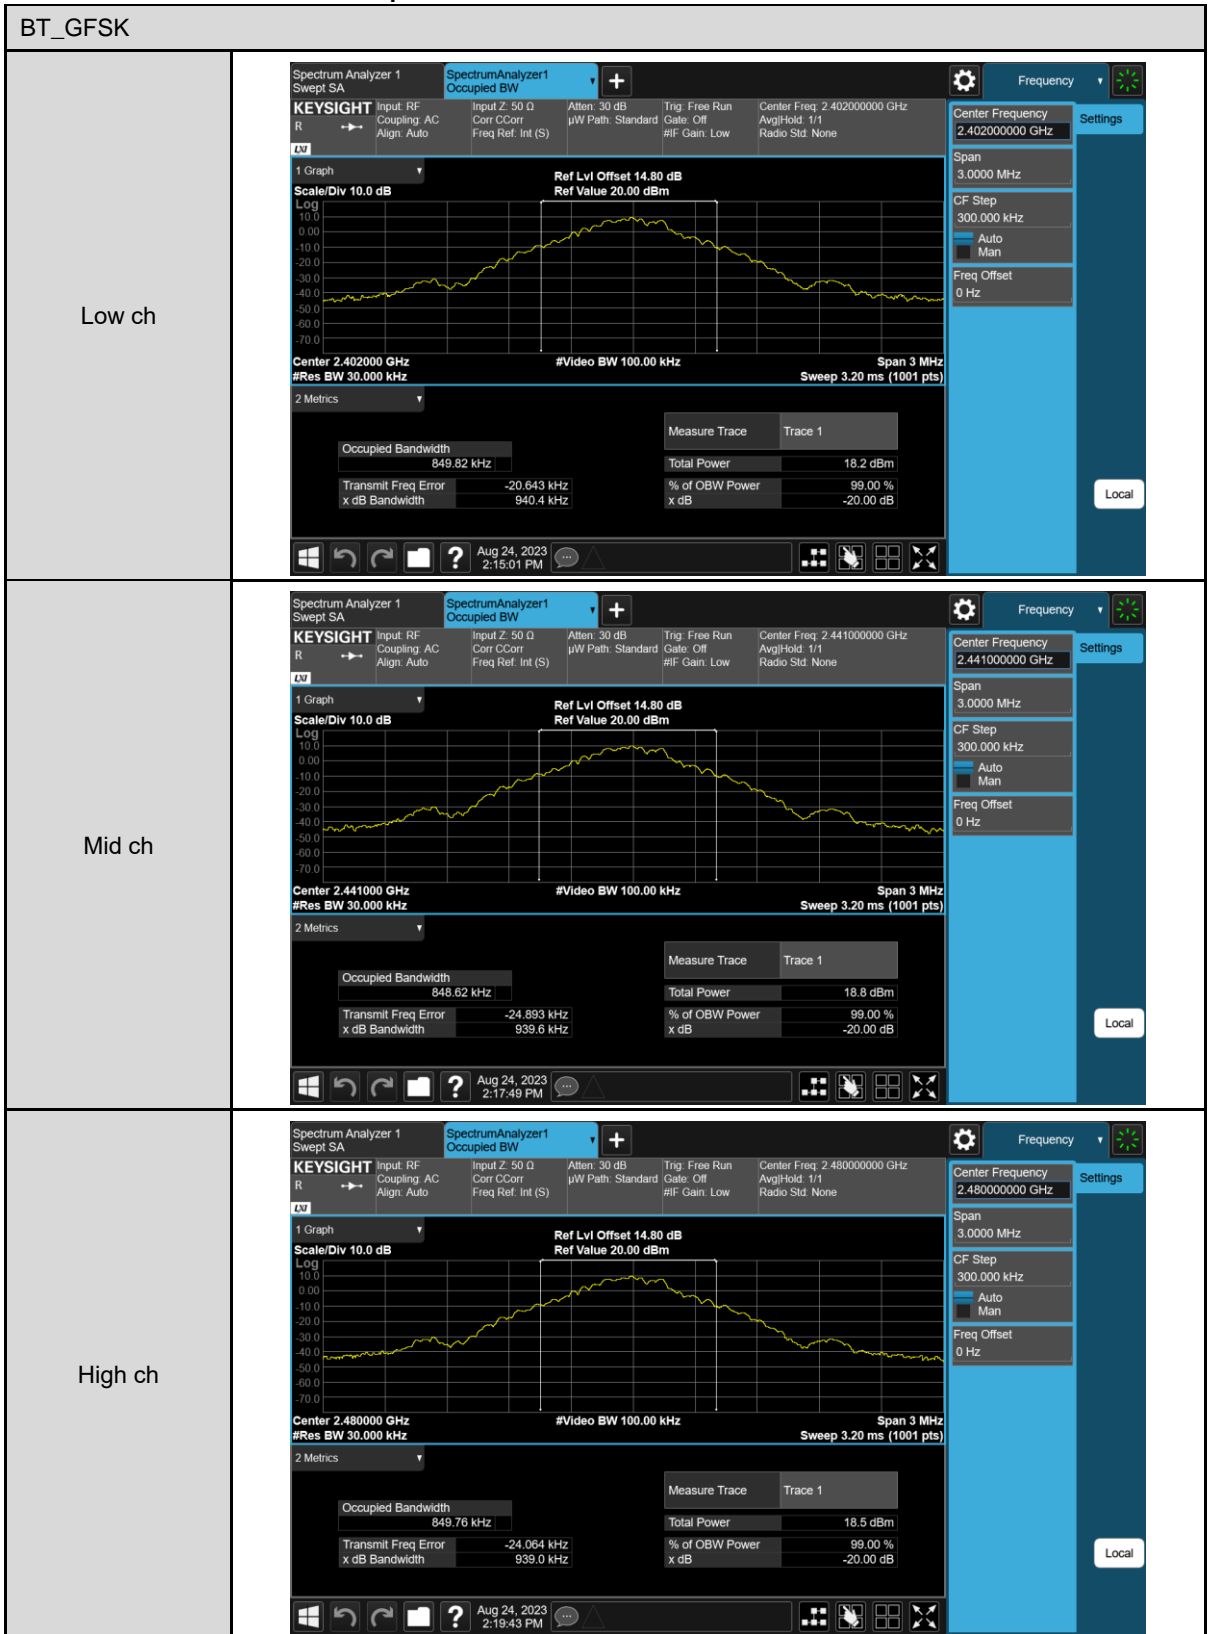 BT_GFSK
Low ch
Spectrum Analyzer 1
Swept SA
SpectrumAnalyzer1
Occupied BW
Frequency
KEYSIGHT
R
LXI
Input: RF
Coupling: AC
Align: Auto
Input Z: 50 Ω
Corr CCorr
Freq Ref: Int (S)
Atten: 30 dB
µW Path: Standard
Trig: Free Run
Gate: Off
#IF Gain: Low
Center Freq: 2.402000000 GHz
Avg|Hold: 1/1
Radio Std: None
Center Frequency
2.402000000 GHz
Settings
Span
3.0000 MHz
CF Step
300.000 kHz
Auto
Man
Freq Offset
0 Hz
1 Graph
Scale/Div 10.0 dB
Ref Lvl Offset 14.80 dB
Ref Value 20.00 dBm
Log
10.0
0.00
-10.0
-20.0
-30.0
-40.0
-50.0
-60.0
-70.0
Center 2.402000 GHz
#Video BW 100.00 kHz
Span 3 MHz
#Res BW 30.000 kHz
Sweep 3.20 ms (1001 pts)
2 Metrics
Measure Trace Trace 1
Occupied Bandwidth
849.82 kHz
Total Power 18.2 dBm
Transmit Freq Error -20.643 kHz
% of OBW Power 99.00 %
x dB Bandwidth 940.4 kHz
x dB -20.00 dB
Local
Aug 24, 2023
2:15:01 PM
Mid ch
Spectrum Analyzer 1
Swept SA
SpectrumAnalyzer1
Occupied BW
Frequency
KEYSIGHT
R
LXI
Input: RF
Coupling: AC
Align: Auto
Input Z: 50 Ω
Corr CCorr
Freq Ref: Int (S)
Atten: 30 dB
µW Path: Standard
Trig: Free Run
Gate: Off
#IF Gain: Low
Center Freq: 2.441000000 GHz
Avg|Hold: 1/1
Radio Std: None
Center Frequency
2.441000000 GHz
Settings
Span
3.0000 MHz
CF Step
300.000 kHz
Auto
Man
Freq Offset
0 Hz
1 Graph
Scale/Div 10.0 dB
Ref Lvl Offset 14.80 dB
Ref Value 20.00 dBm
Log
10.0
0.00
-10.0
-20.0
-30.0
-40.0
-50.0
-60.0
-70.0
Center 2.441000 GHz
#Video BW 100.00 kHz
Span 3 MHz
#Res BW 30.000 kHz
Sweep 3.20 ms (1001 pts)
2 Metrics
Measure Trace Trace 1
Occupied Bandwidth
848.62 kHz
Total Power 18.8 dBm
Transmit Freq Error -24.893 kHz
% of OBW Power 99.00 %
x dB Bandwidth 939.6 kHz
x dB -20.00 dB
Local
Aug 24, 2023
2:17:49 PM
High ch
Spectrum Analyzer 1
Swept SA
SpectrumAnalyzer1
Occupied BW
Frequency
KEYSIGHT
R
LXI
Input: RF
Coupling: AC
Align: Auto
Input Z: 50 Ω
Corr CCorr
Freq Ref: Int (S)
Atten: 30 dB
µW Path: Standard
Trig: Free Run
Gate: Off
#IF Gain: Low
Center Freq: 2.480000000 GHz
Avg|Hold: 1/1
Radio Std: None
Center Frequency
2.480000000 GHz
Settings
Span
3.0000 MHz
CF Step
300.000 kHz
Auto
Man
Freq Offset
0 Hz
1 Graph
Scale/Div 10.0 dB
Ref Lvl Offset 14.80 dB
Ref Value 20.00 dBm
Log
10.0
0.00
-10.0
-20.0
-30.0
-40.0
-50.0
-60.0
-70.0
Center 2.480000 GHz
#Video BW 100.00 kHz
Span 3 MHz
#Res BW 30.000 kHz
Sweep 3.20 ms (1001 pts)
2 Metrics
Measure Trace Trace 1
Occupied Bandwidth
849.76 kHz
Total Power 18.5 dBm
Transmit Freq Error -24.064 kHz
% of OBW Power 99.00 %
x dB Bandwidth 939.0 kHz
x dB -20.00 dB
Local
Aug 24, 2023
2:19:43 PM